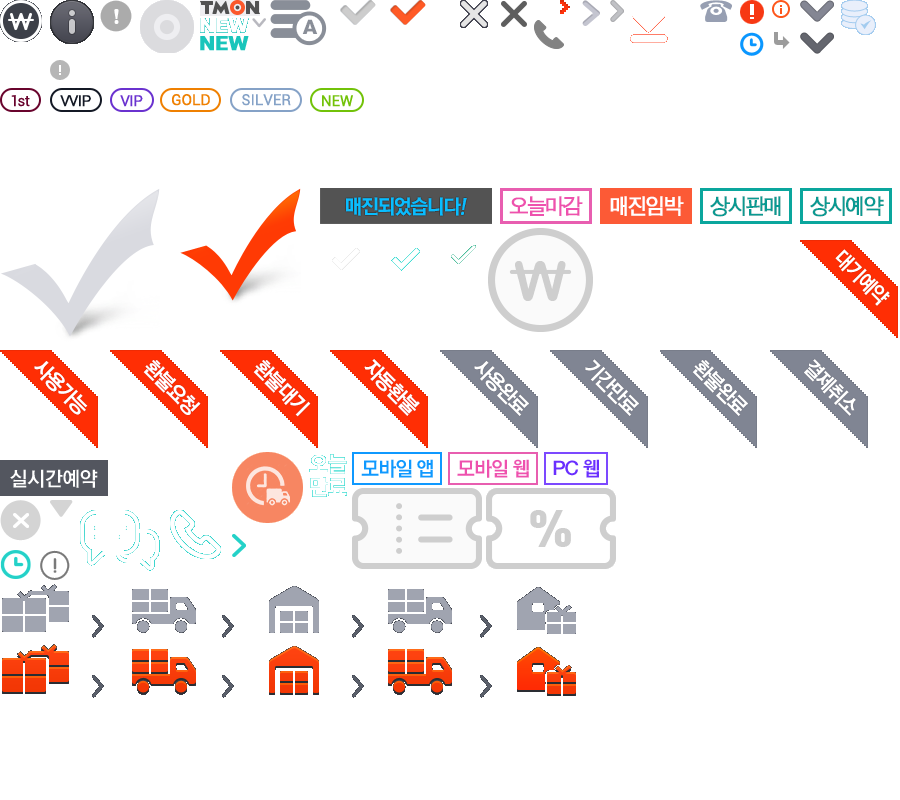 TMON
NEW
NEW
A
1st
VVIP
VIP
GOLD
SILVER
NEW
매진되었습니다!
오늘마감
매진임박
상시판매
상시예약
대기예약
사용가능
환불요청
환불대기
자동환불
사용완료
기간만료
환불완료
결제취소
실시간예약
오늘
만료
모바일 앱
모바일 웹
PC 웹
%